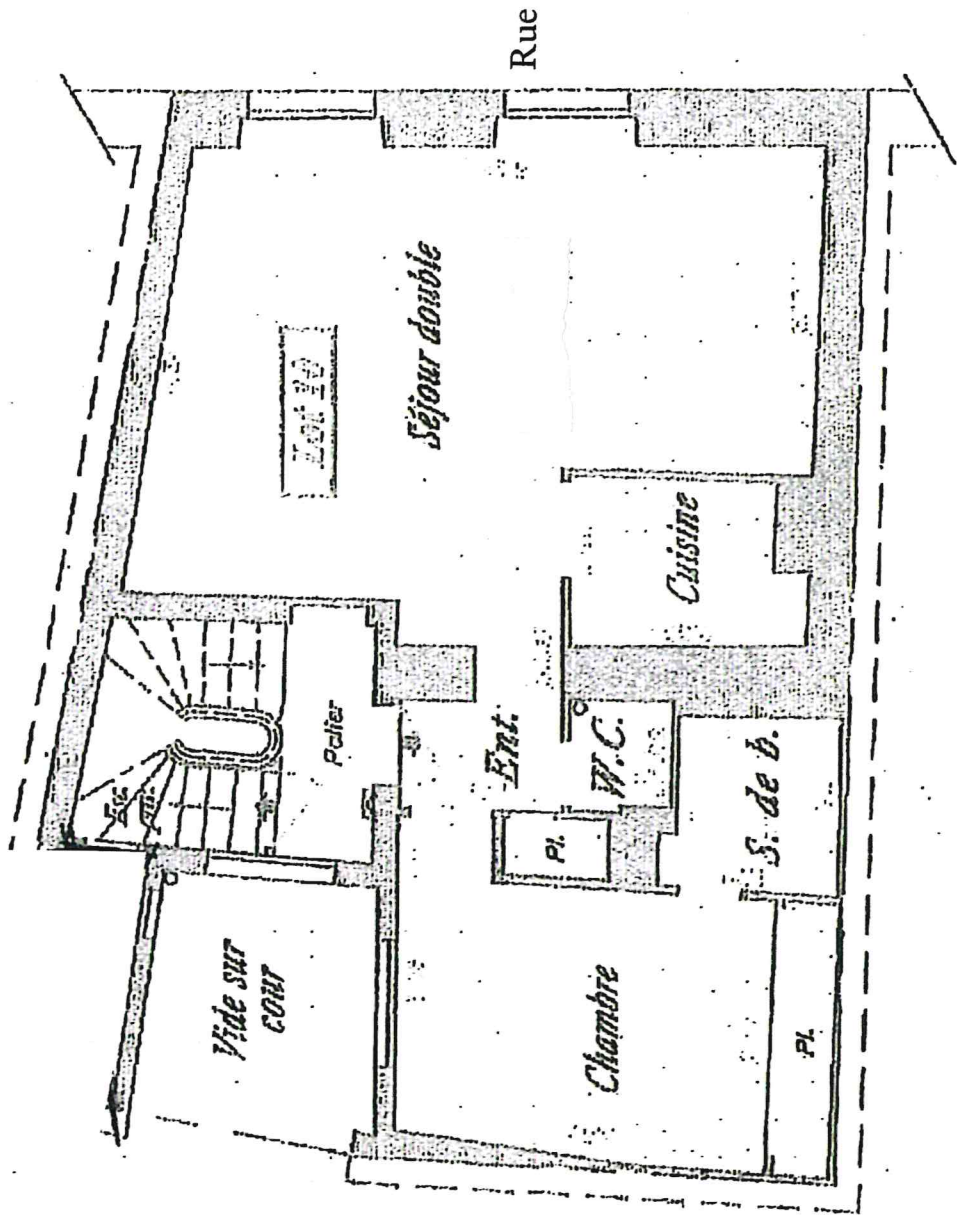 Rue
Séjour double
Cuisine
Palier
Ent.
W.C.
Pl.
S. de b.
Vide sur
cour
Chambre
Pl.